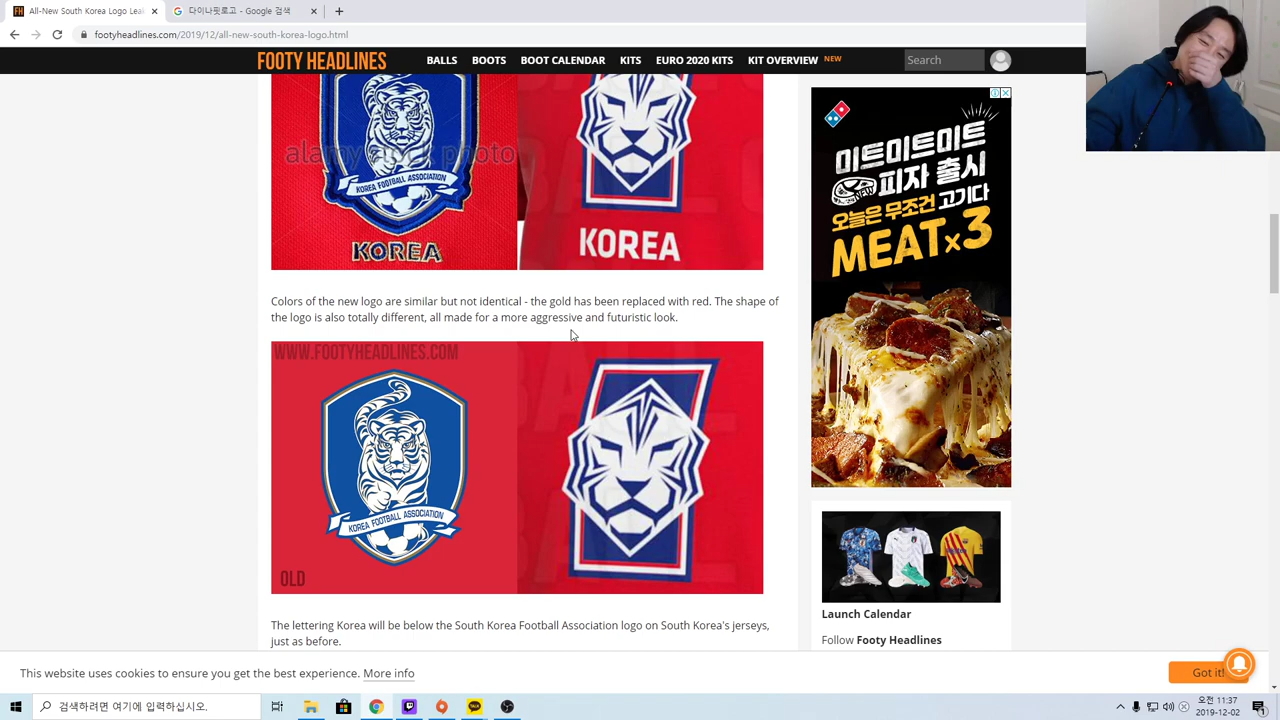 All-New South Korea Logo Lea
다이나핏로고 - Google 검색
footyheadlines.com/2019/12/all-new-south-korea-logo.html
FOOTY HEADLINES
BALLS
BOOTS
BOOT CALENDAR
KITS
EURO 2020 KITS
KIT OVERVIEW NEW
Search
alamy stock photo
KOREA FOOTBALL ASSOCIATION
KOREA
KOREA
Colors of the new logo are similar but not identical - the gold has been replaced with red. The shape of
the logo is also totally different, all made for a more aggressive and futuristic look.
WWW.FOOTYHEADLINES.COM
KOREA FOOTBALL ASSOCIATION
OLD
The lettering Korea will be below the South Korea Football Association logo on South Korea's jerseys,
just as before.
미트미트미트
NEW 피자 출시
오늘은 무조건 고기다
MEAT×3
Launch Calendar
Follow Footy Headlines
This website uses cookies to ensure you get the best experience. More info
Got it!
검색하려면 여기에 입력하십시오.
TALK
오전 11:37
2019-12-02
1